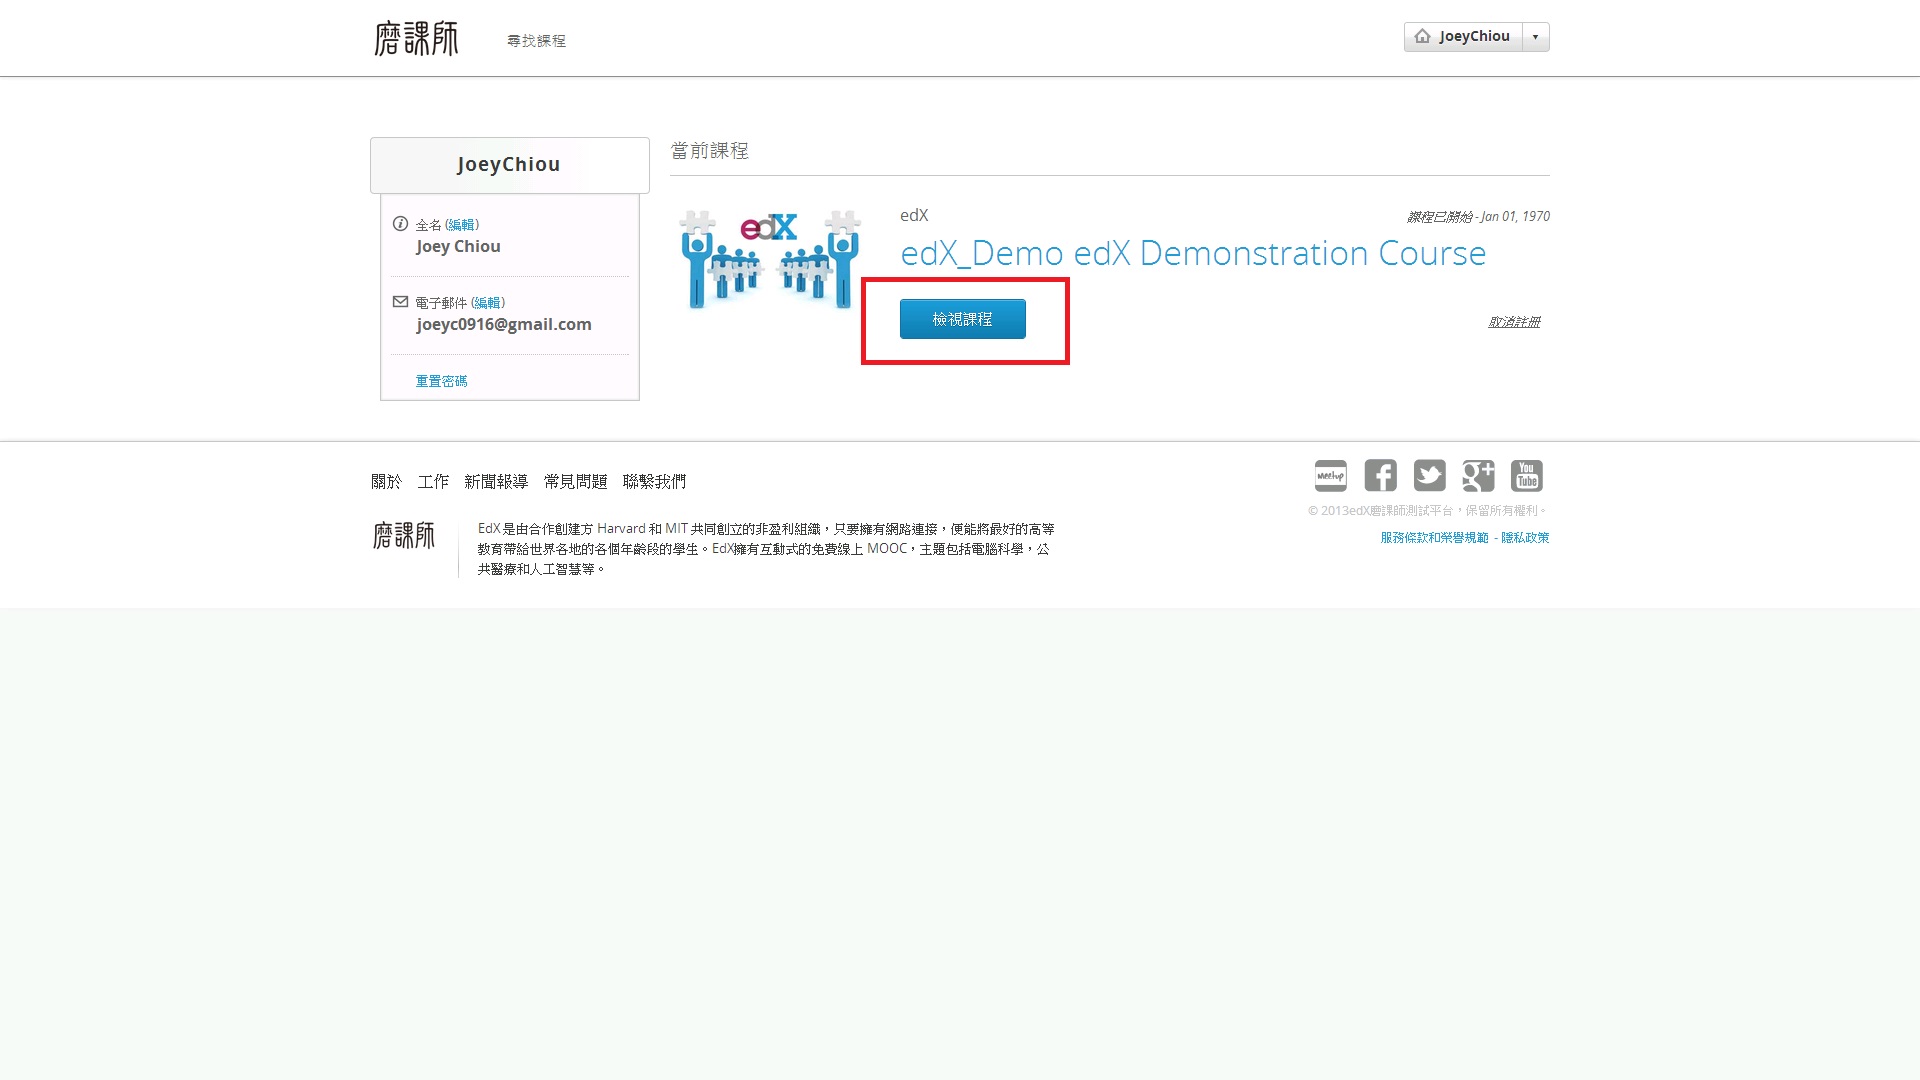 磨課師
尋找課程
JoeyChiou
JoeyChiou
全名 (編輯)
Joey Chiou
電子郵件 (編輯)
joeyc0916@gmail.com
重置密碼
當前課程
edX
edX
課程已開始 - Jan 01, 1970
edX_Demo edX Demonstration Course
檢視課程
取消註冊
關於 工作 新聞報導 常見問題 聯繫我們
磨課師
EdX 是由合作創建方 Harvard 和 MIT 共同創立的非盈利組織，只要擁有網路連接，便能將最好的高等
教育帶給世界各地的各個年齡段的學生。EdX擁有互動式的免費線上 MOOC，主題包括電腦科學，公
共醫療和人工智慧等。
meetup
f
g+
You
Tube
© 2013edX磨課師測試平台，保留所有權利。
服務條款和榮譽規範 - 隱私政策